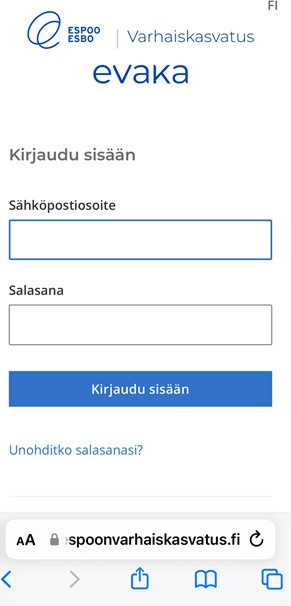 FI
ESPOO
ESBO
Varhaiskasvatus
evaka
Kirjaudu sisään
Sähköpostiosoite
Salasana
Kirjaudu sisään
Unohditko salasanasi?
AA
spoonvarhaiskasvatus.fi